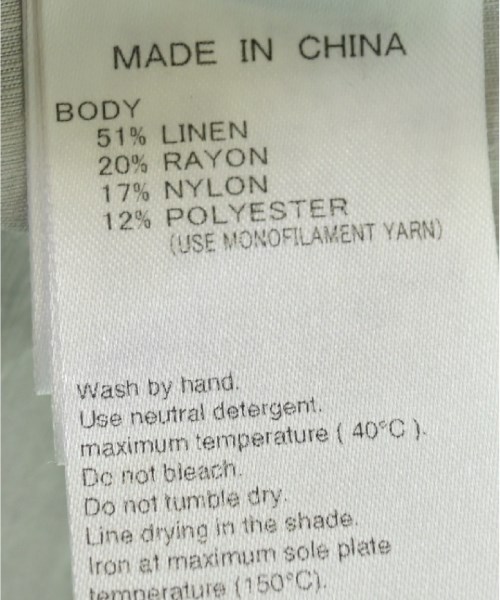 MADE IN CHINA
BODY
51% LINEN
20% RAYON
17% NYLON
12% POLYESTER
(USE MONOFILAMENT YARN)
Wash by hand.
Use neutral detergent.
maximum temperature ( 40°C ).
Do not bleach.
Do not tumble dry.
Line drying in the shade.
Iron at maximum sole plate
temperature (150°C).